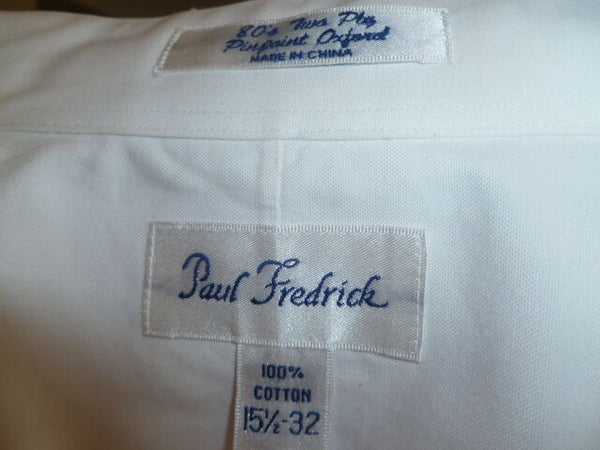 80's Two Ply
Pinpoint Oxford
MADE IN CHINA
Paul Fredrick
100%
COTTON
15½-32